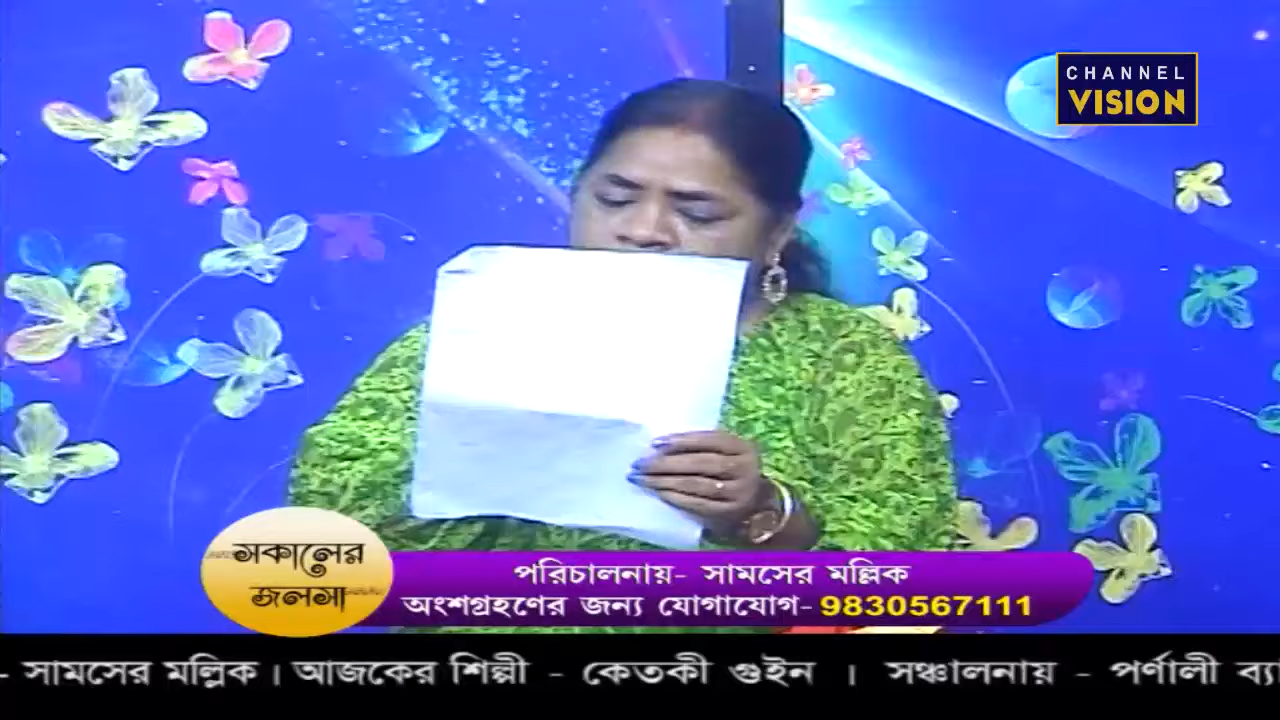 CHANNEL
VISION
সকালের
জলসা
পরিচালনায়- সামসের মল্লিক
অংশগ্রহণের জন্য যোগাযোগ- 9830567111
- সামসের মল্লিক । আজকের শিল্পী - কেতকী গুইন । সঞ্চালনায় - পর্ণালী ব্যা